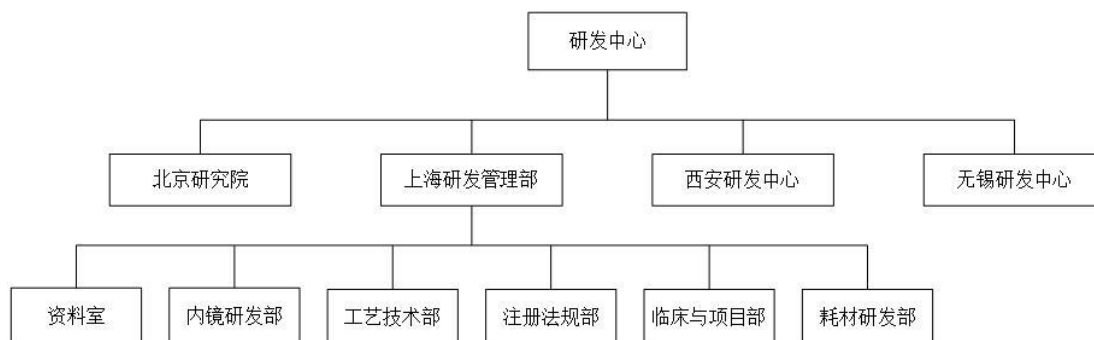 研发中心
北京研究院
上海研发管理部
西安研发中心
无锡研发中心
资料室
内镜研发部
工艺技术部
注册法规部
临床与项目部
耗材研发部